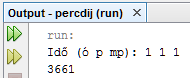 Output - percdij (run)
run:
Idő (ó p mp): 1 1 1
3661